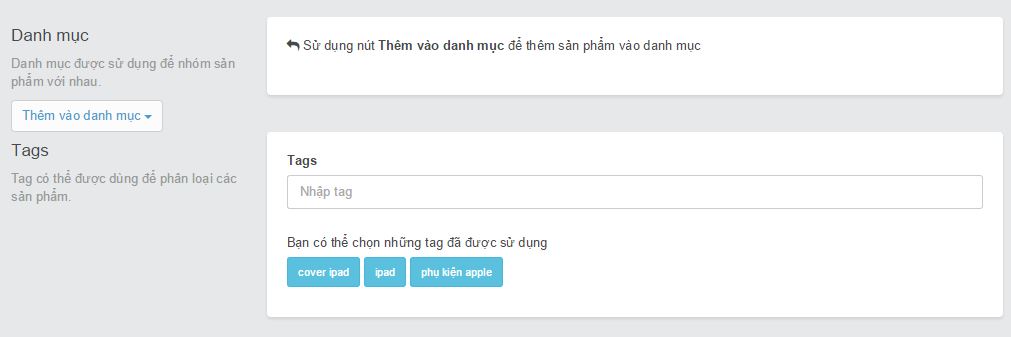 Danh mục
Danh mục được sử dụng để nhóm sản
phẩm với nhau.
Thêm vào danh mục
Sử dụng nút Thêm vào danh mục để thêm sản phẩm vào danh mục
Tags
Tag có thể được dùng để phân loại các
sản phẩm.
Tags
Nhập tag
Bạn có thể chọn những tag đã được sử dụng
cover ipad
ipad
phụ kiện apple